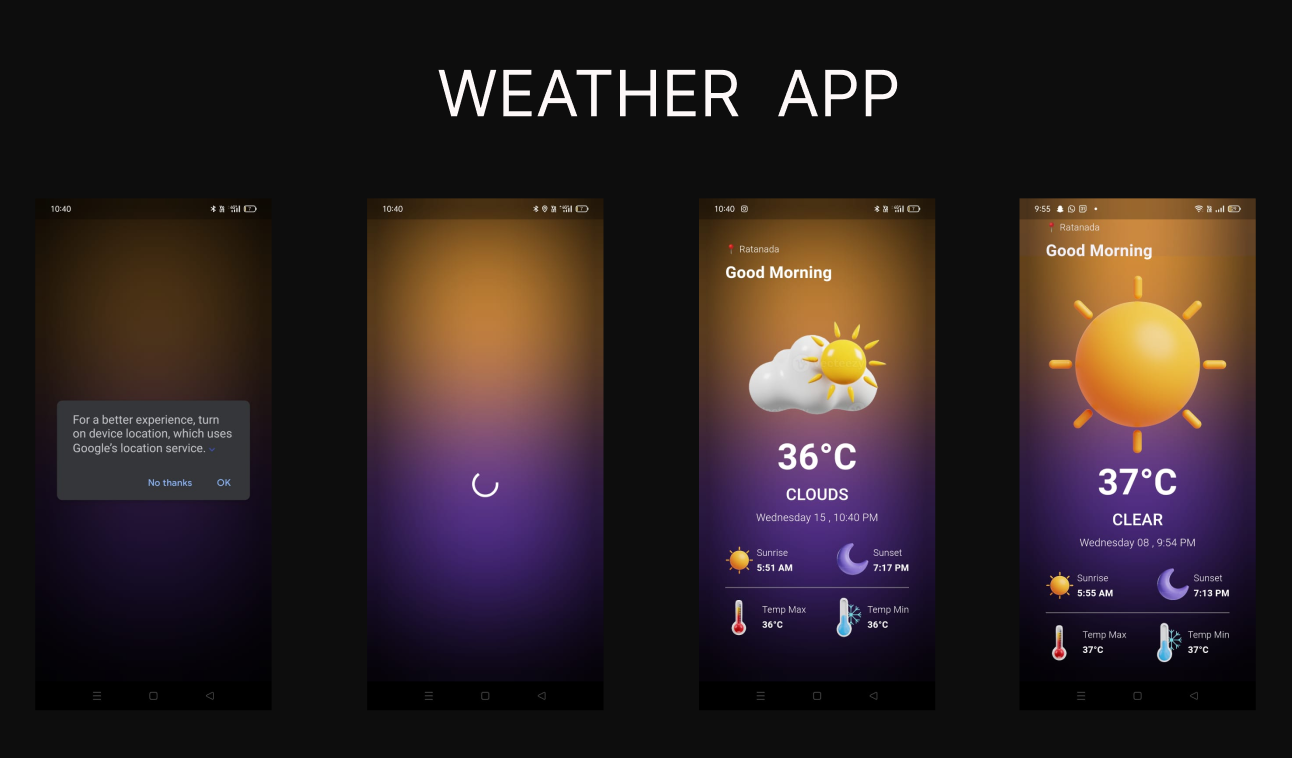 WEATHER APP
10:40
For a better experience, turn
on device location, which uses
Google's location service.
No thanks OK
10:40
10:40
Ratanada
Good Morning
36°C
CLOUDS
Wednesday 15 , 10:40 PM
Sunrise
5:51 AM
Sunset
7:17 PM
Temp Max
36°C
Temp Min
36°C
9:55
Ratanada
Good Morning
37°C
CLEAR
Wednesday 08 , 9:54 PM
Sunrise
5:55 AM
Sunset
7:13 PM
Temp Max
37°C
Temp Min
37°C